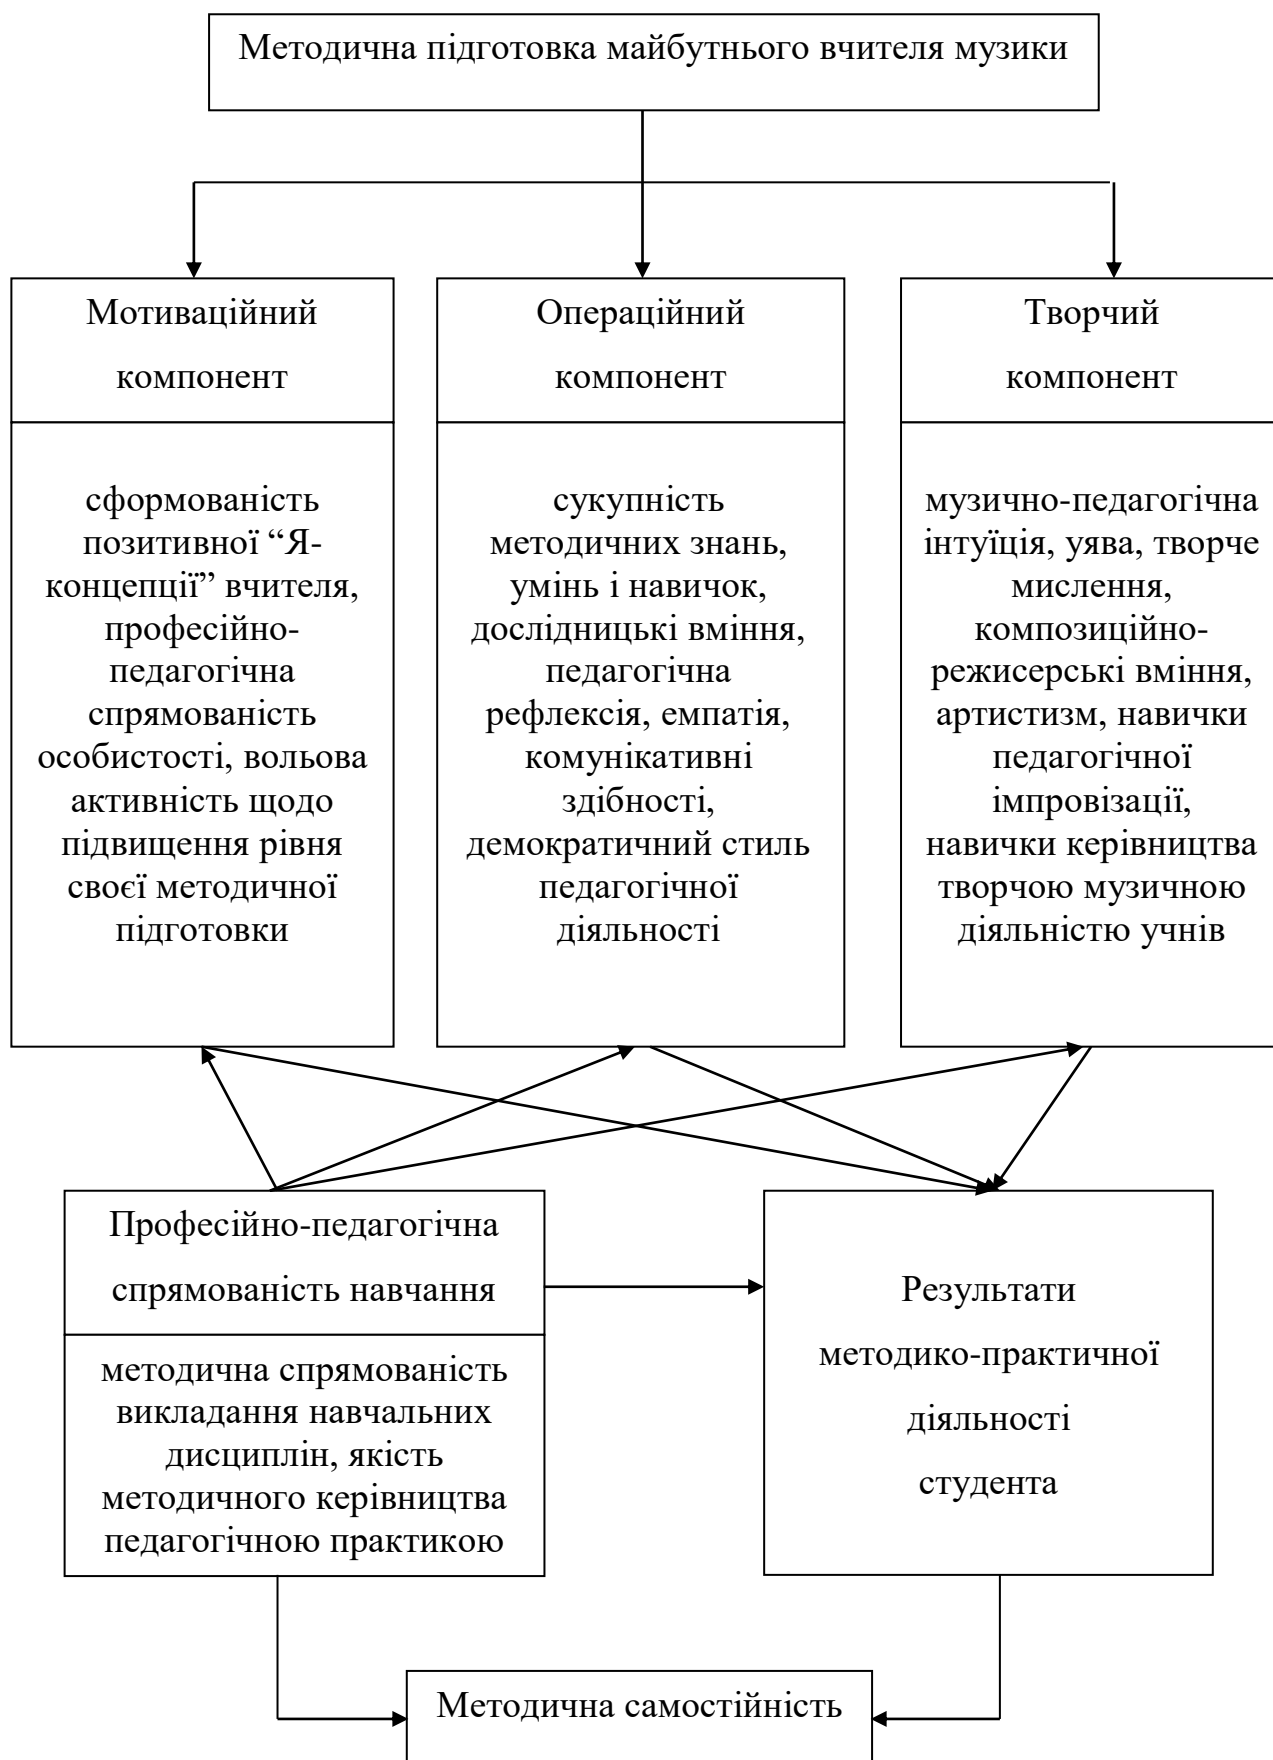 Методична підготовка майбутнього вчителя музики
Мотиваційний
компонент
сформованість
позитивної “Я-
концепції” вчителя,
професійно-
педагогічна
спрямованість
особистості, вольова
активність щодо
підвищення рівня
своєї методичної
підготовки
Операційний
компонент
сукупність
методичних знань,
умінь і навичок,
дослідницькі вміння,
педагогічна
рефлексія, емпатія,
комунікативні
здібності,
демократичний стиль
педагогічної
діяльності
Творчий
компонент
музично-педагогічна
інтуїція, уява, творче
мислення,
композиційно-
режисерські вміння,
артистизм, навички
педагогічної
імпровізації,
навички керівництва
творчою музичною
діяльністю учнів
Професійно-педагогічна
спрямованість навчання
методична спрямованість
викладання навчальних
дисциплін, якість
методичного керівництва
педагогічною практикою
Результати
методико-практичної
діяльності
студента
Методична самостійність